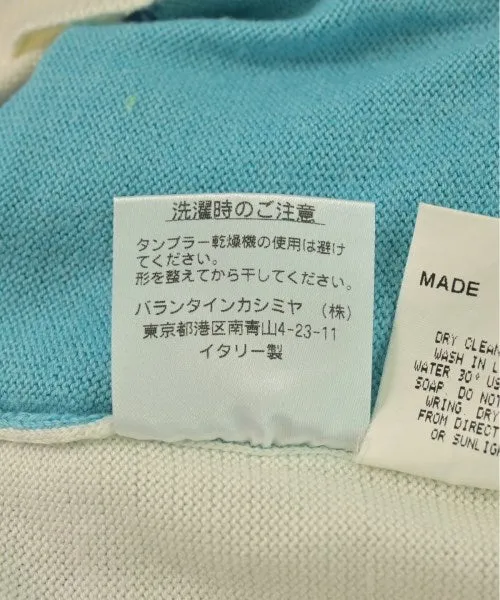 洗濯時のご注意
タンブラー乾燥機の使用は避け
てください。
形を整えてから干してください。
バランタインカシミヤ (株)
東京都港区南青山4-23-11
イタリー製
MADE
DRY CLEAN
WASH IN L
WATER 30° US
SOAP DO NOT
WRING. DRY
FROM DIRECT
OR SUNLIGH